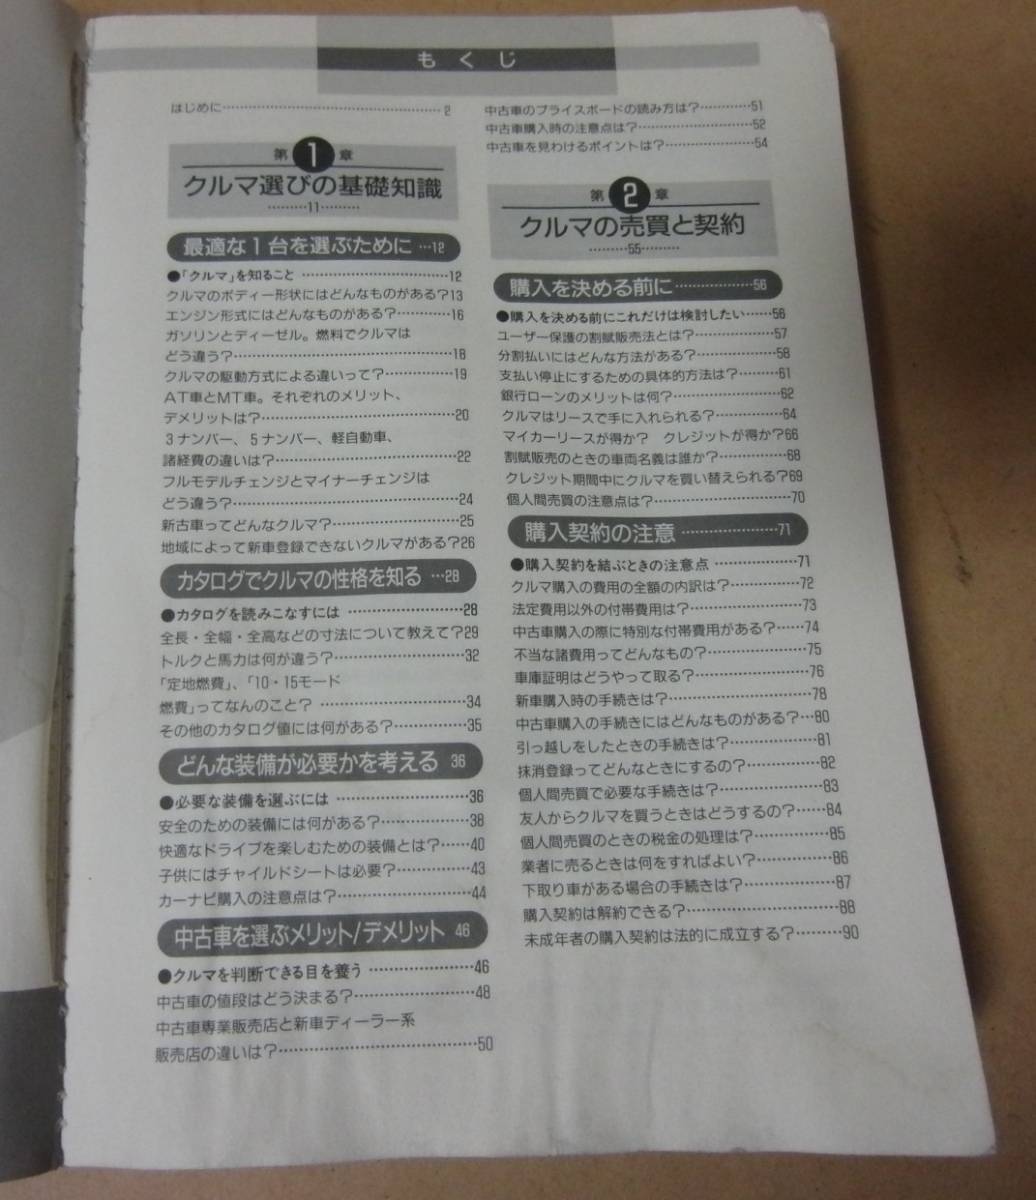 もくじ
はじめに…………………………………2
第1章
クルマ選びの基礎知識
………11………
最適な1台を選ぶために…12
●「クルマ」を知ること…………………………12
クルマのボディー形状にはどんなものがある?13
エンジン形式にはどんなものがある?…………16
ガソリンとディーゼル。燃料でクルマは
どう違う?…………………………………………18
クルマの駆動方式による違いって?……………19
AT車とMT車。それぞれのメリット、
デメリットは?……………………………………20
3ナンバー、5ナンバー、軽自動車、
諸経費の違いは?…………………………………22
フルモデルチェンジとマイナーチェンジは
どう違う?…………………………………………24
新古車ってどんなクルマ?………………………25
地域によって新車登録できないクルマがある?26
カタログでクルマの性格を知る…28
●カタログを読みこなすには……………………28
全長・全幅・全高などの寸法について教えて?29
トルクと馬力は何が違う?………………………32
「定地燃費」、「10・15モード
燃費」ってなんのこと?…………………………34
その他のカタログ値には何がある?……………35
どんな装備が必要かを考える 36
●必要な装備を選ぶには…………………………36
安全のための装備には何がある?………………38
快適なドライブを楽しむための装備とは?……40
子供にはチャイルドシートは必要?……………43
カーナビ購入の注意点は?………………………44
中古車を選ぶメリット/デメリット 46
●クルマを判断できる目を養う…………………46
中古車の値段はどう決まる?……………………48
中古車専業販売店と新車ディーラー系
販売店の違いは?…………………………………50
中古車のプライスボードの読み方は?…………51
中古車購入時の注意点は?………………………52
中古車を見わけるポイントは?…………………54
第2章
クルマの売買と契約
………55………
購入を決める前に………………56
●購入を決める前にこれだけは検討したい……56
ユーザー保護の割賦販売法とは?………………57
分割払いにはどんな方法がある?………………58
支払い停止にするための具体的方法は?………61
銀行ローンのメリットは何?……………………62
クルマはリースで手に入れられる?……………64
マイカーリースが得か? クレジットが得か?66
割賦販売のときの車両名義は誰か?……………68
クレジット期間中にクルマを買い替えられる?69
個人間売買の注意点は?…………………………70
購入契約の注意…………………71
●購入契約を結ぶときの注意点…………………71
クルマ購入の費用の全額の内訳は?……………72
法定費用以外の付帯費用は?……………………73
中古車購入の際に特別な付帯費用がある?……74
不当な諸費用ってどんなもの?…………………75
車庫証明はどうやって取る?……………………76
新車購入時の手続きは?…………………………78
中古車購入の手続きにはどんなものがある?…80
引っ越しをしたときの手続きは?………………81
抹消登録ってどんなときにするの?……………82
個人間売買で必要な手続きは?…………………83
友人からクルマを買うときはどうするの?……84
個人間売買のときの税金の処理は?……………85
業者に売るときは何をすればよい?……………86
下取り車がある場合の手続きは?………………87
購入契約は解約できる?…………………………88
未成年者の購入契約は法的に成立する?………90